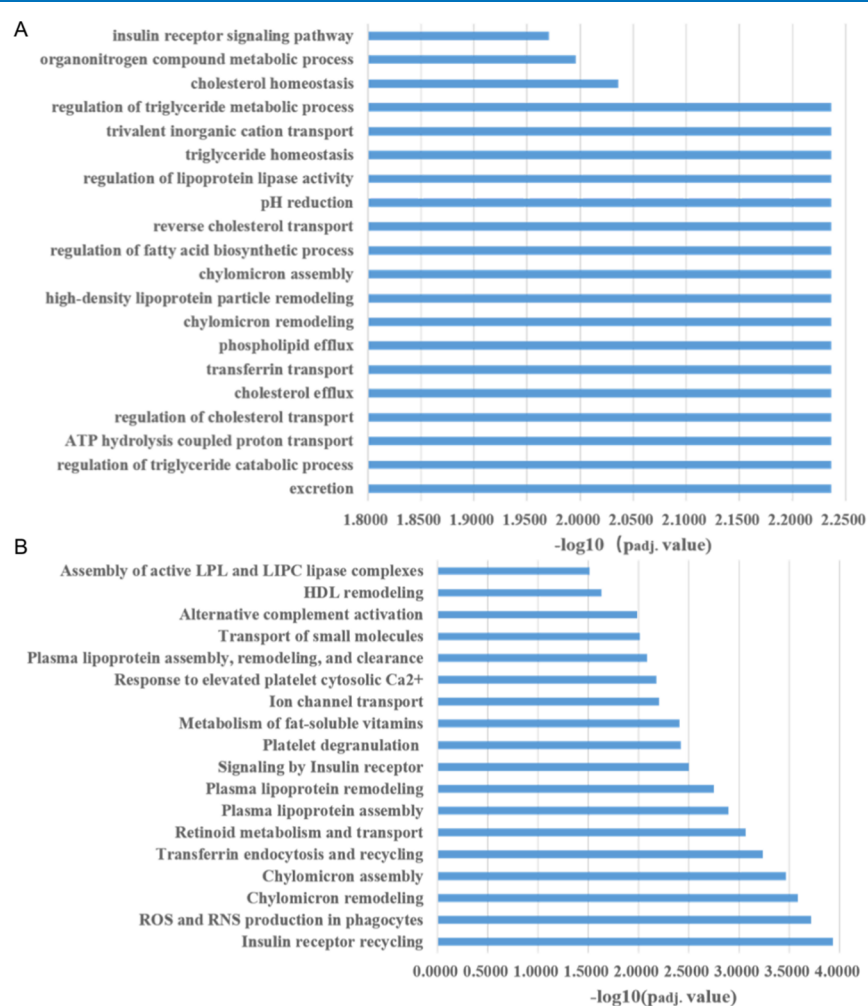 A
insulin receptor signaling pathway
organonitrogen compound metabolic process
cholesterol homeostasis
regulation of triglyceride metabolic process
trivalent inorganic cation transport
triglyceride homeostasis
regulation of lipoprotein lipase activity
pH reduction
reverse cholesterol transport
regulation of fatty acid biosynthetic process
chylomicron assembly
high-density lipoprotein particle remodeling
chylomicron remodeling
phospholipid efflux
transferrin transport
cholesterol efflux
regulation of cholesterol transport
ATP hydrolysis coupled proton transport
regulation of triglyceride catabolic process
excretion
1.8000 1.8500 1.9000 1.9500 2.0000 2.0500 2.1000 2.1500 2.2000 2.2500
-log10（padj. value)
B
Assembly of active LPL and LIPC lipase complexes
HDL remodeling
Alternative complement activation
Transport of small molecules
Plasma lipoprotein assembly, remodeling, and clearance
Response to elevated platelet cytosolic Ca2+
Ion channel transport
Metabolism of fat-soluble vitamins
Platelet degranulation
Signaling by Insulin receptor
Plasma lipoprotein remodeling
Plasma lipoprotein assembly
Retinoid metabolism and transport
Transferrin endocytosis and recycling
Chylomicron assembly
Chylomicron remodeling
ROS and RNS production in phagocytes
Insulin receptor recycling
0.0000 0.5000 1.0000 1.5000 2.0000 2.5000 3.0000 3.5000 4.0000
-log10(padj. value)